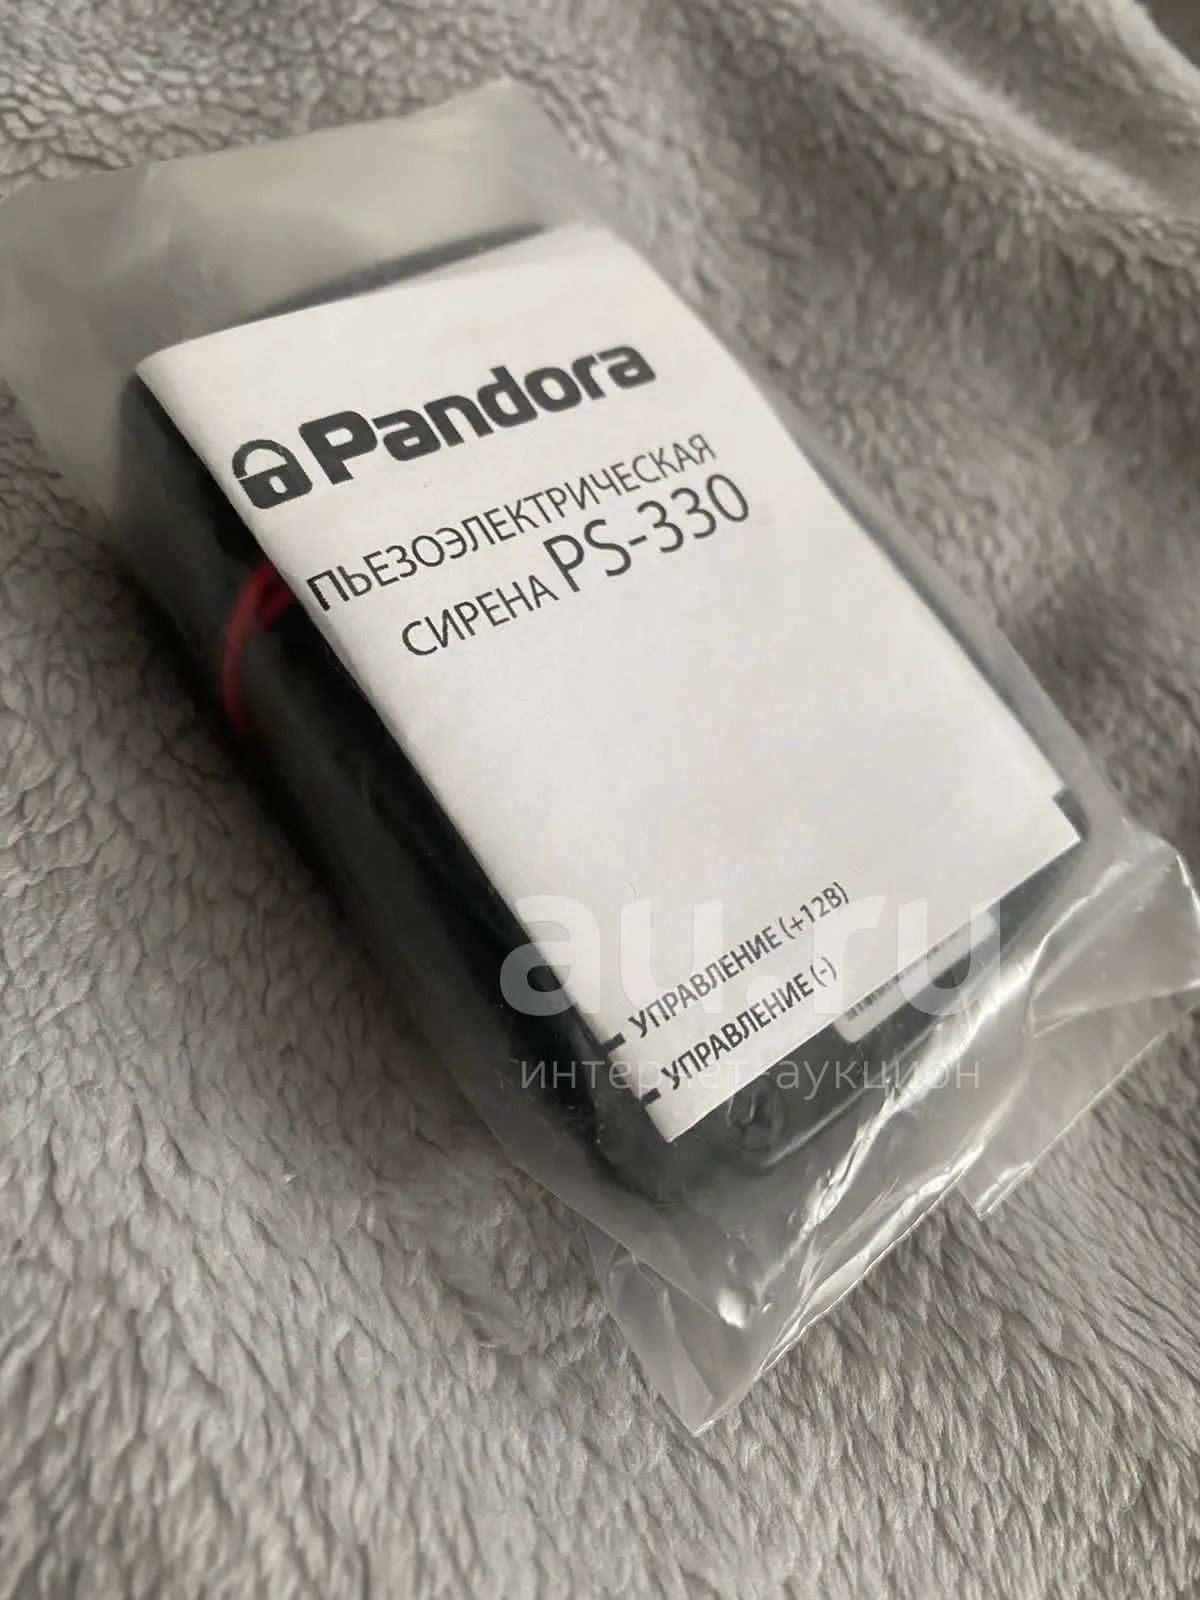 Pandora
ПЬЕЗОЭЛЕКТРИЧЕСКАЯ
СИРЕНА PS-330
УПРАВЛЕНИЕ (+12В)
УПРАВЛЕНИЕ (-)
au.ru
интернет-аукцион